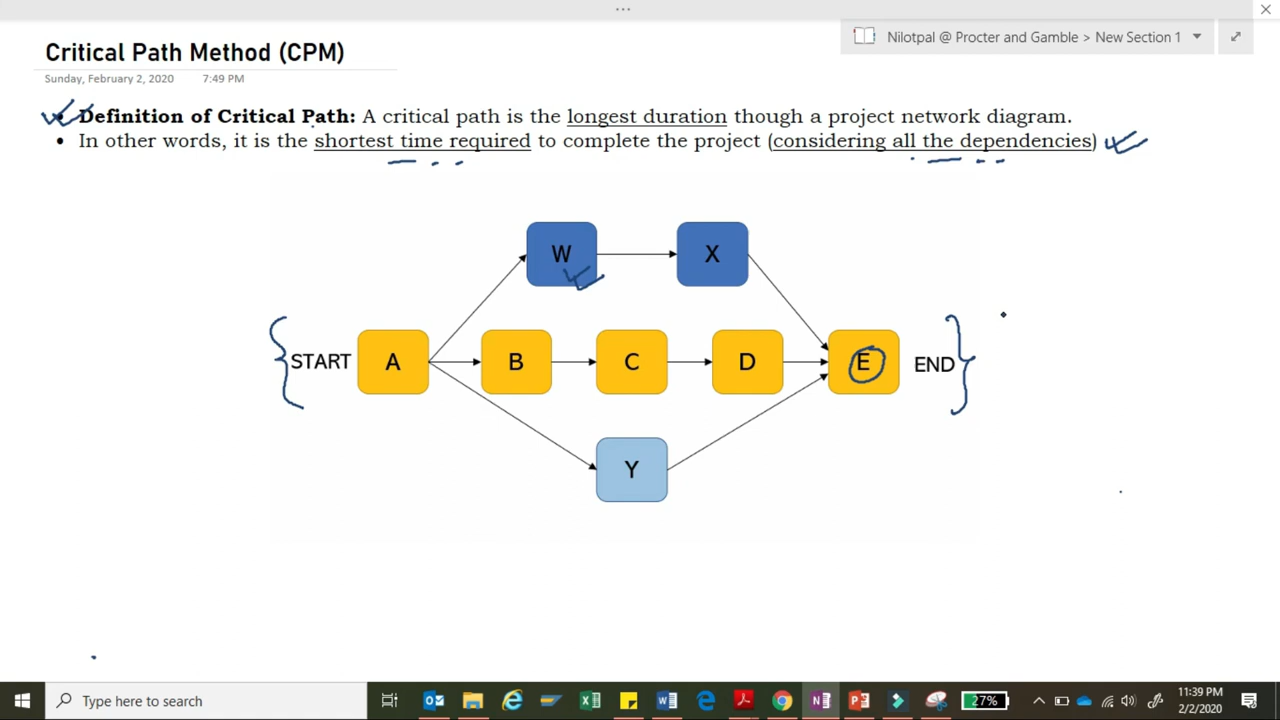 Nilotpal @ Procter and Gamble > New Section 1
Critical Path Method (CPM)
Sunday, February 2, 2020 7:49 PM
• Definition of Critical Path: A critical path is the longest duration though a project network diagram.
• In other words, it is the shortest time required to complete the project (considering all the dependencies)
W X
START A B C D E END
Y
Type here to search
27%
11:39 PM
2/2/2020